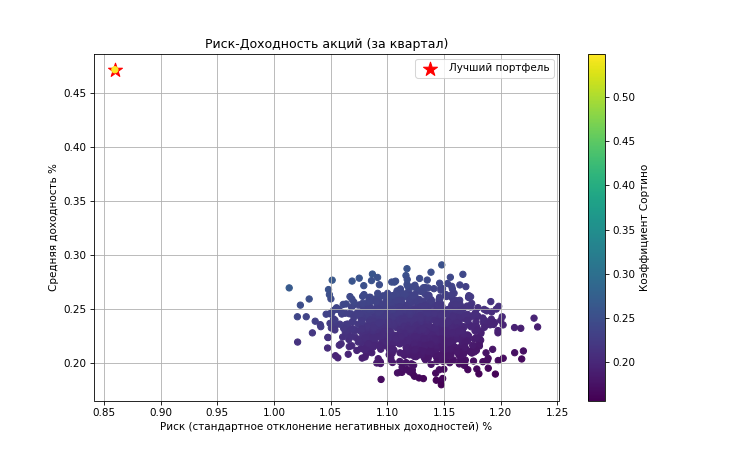 Риск-Доходность акций (за квартал)
Лучший портфель
Средняя доходность %
0.45
0.40
0.35
0.30
0.25
0.20
0.85 0.90 0.95 1.00 1.05 1.10 1.15 1.20 1.25
Риск (стандартное отклонение негативных доходностей) %
0.50
0.45
0.40
0.35
0.30
0.25
0.20
Коэффициент Сортино